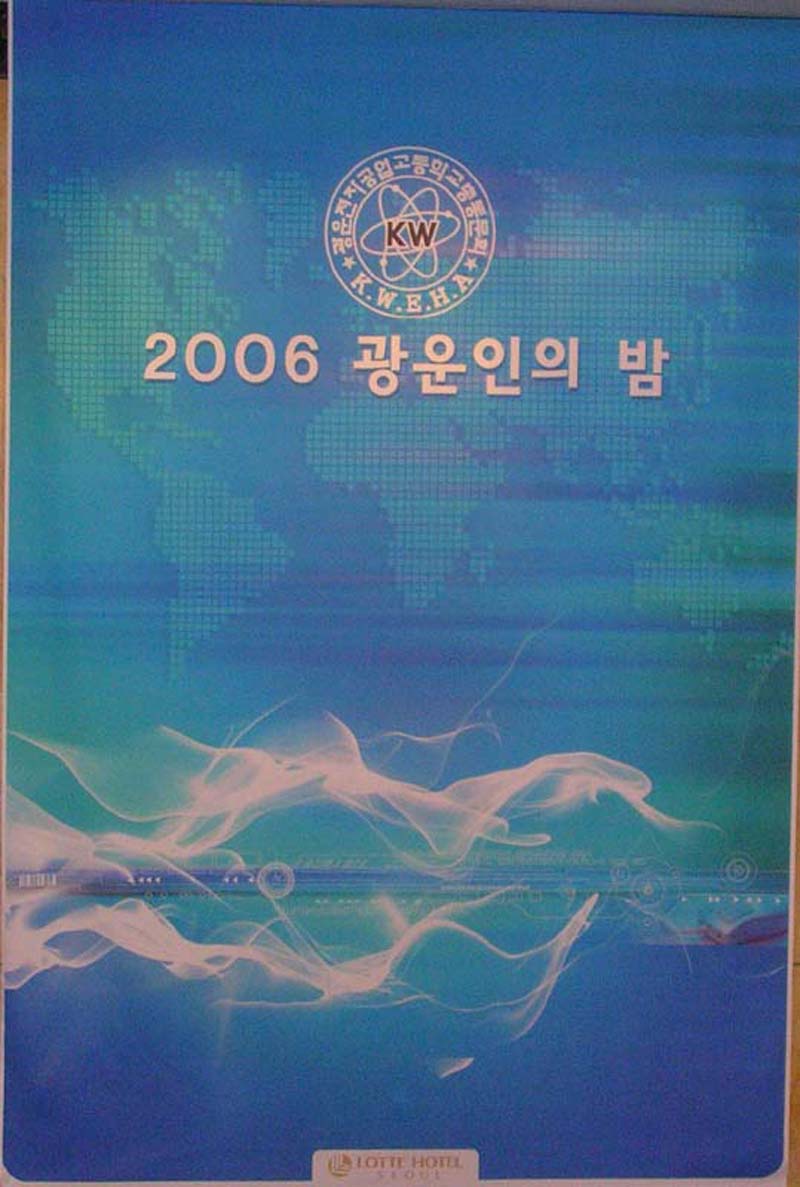 광운전자공업고등학교총동문회
KW
★ K.W.E.H.A ★
2006 광운인의 밤
LOTTE HOTEL
SEOUL